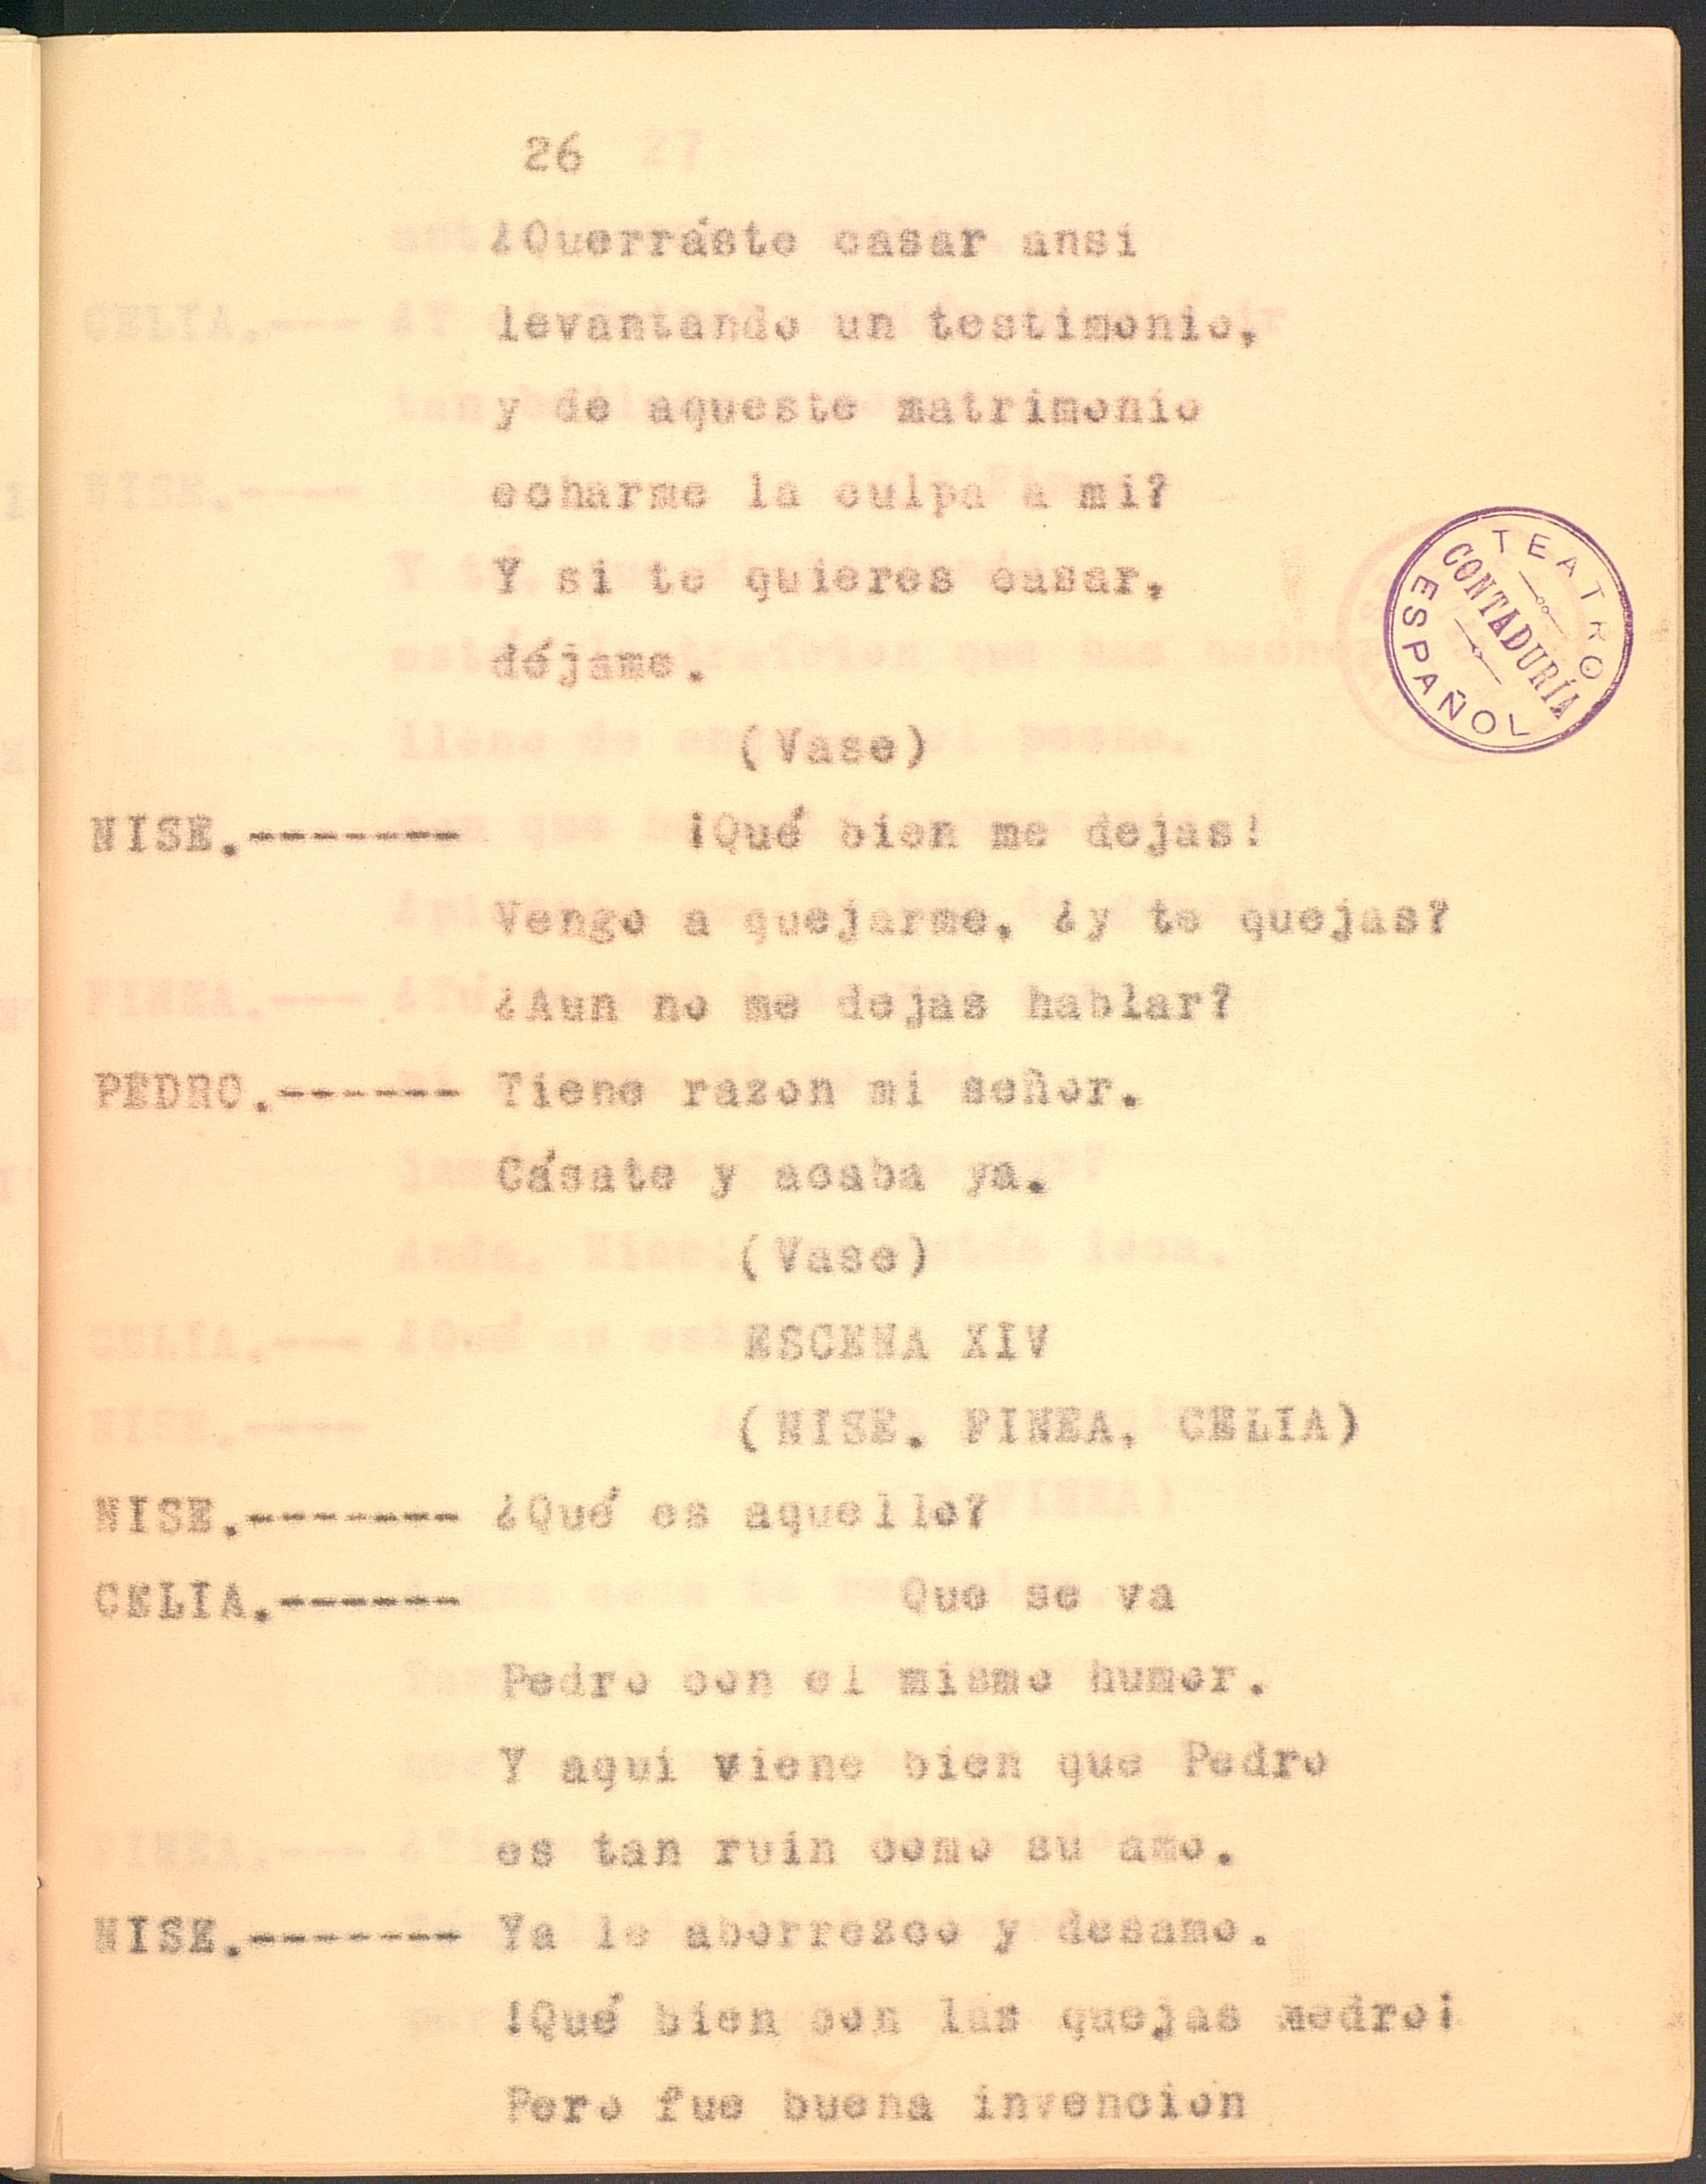 26
¿Querráste casar ansi
levantando un testimonio,
y de aqueste matrimonio
echarme la culpa a mi?
Y si te quieres casar,
déjame.
(Vase)
NISE.------- ¡Qué bien me dejas!
Vengo a quejarme, ¿y te quejas?
¿Aun no me dejas hablar?
PEDRO.------ Tiene razon mi señor.
Cásate y acaba ya.
(Vase)
ESCENA XIV
(NISE. FINEA, CELIA)
NISE.------- ¿Qué es aquello?
CELIA.------ Que se va
Pedro con el mismo humor.
Y aquí viene bien que Pedro
es tan ruin como su amo.
NISE.------- Ya le aborrezco y desamo.
!Qué bien con las quejas medro¡
Pero fue buena invencion
TEATRO ESPAÑOL
CONTADURÍA